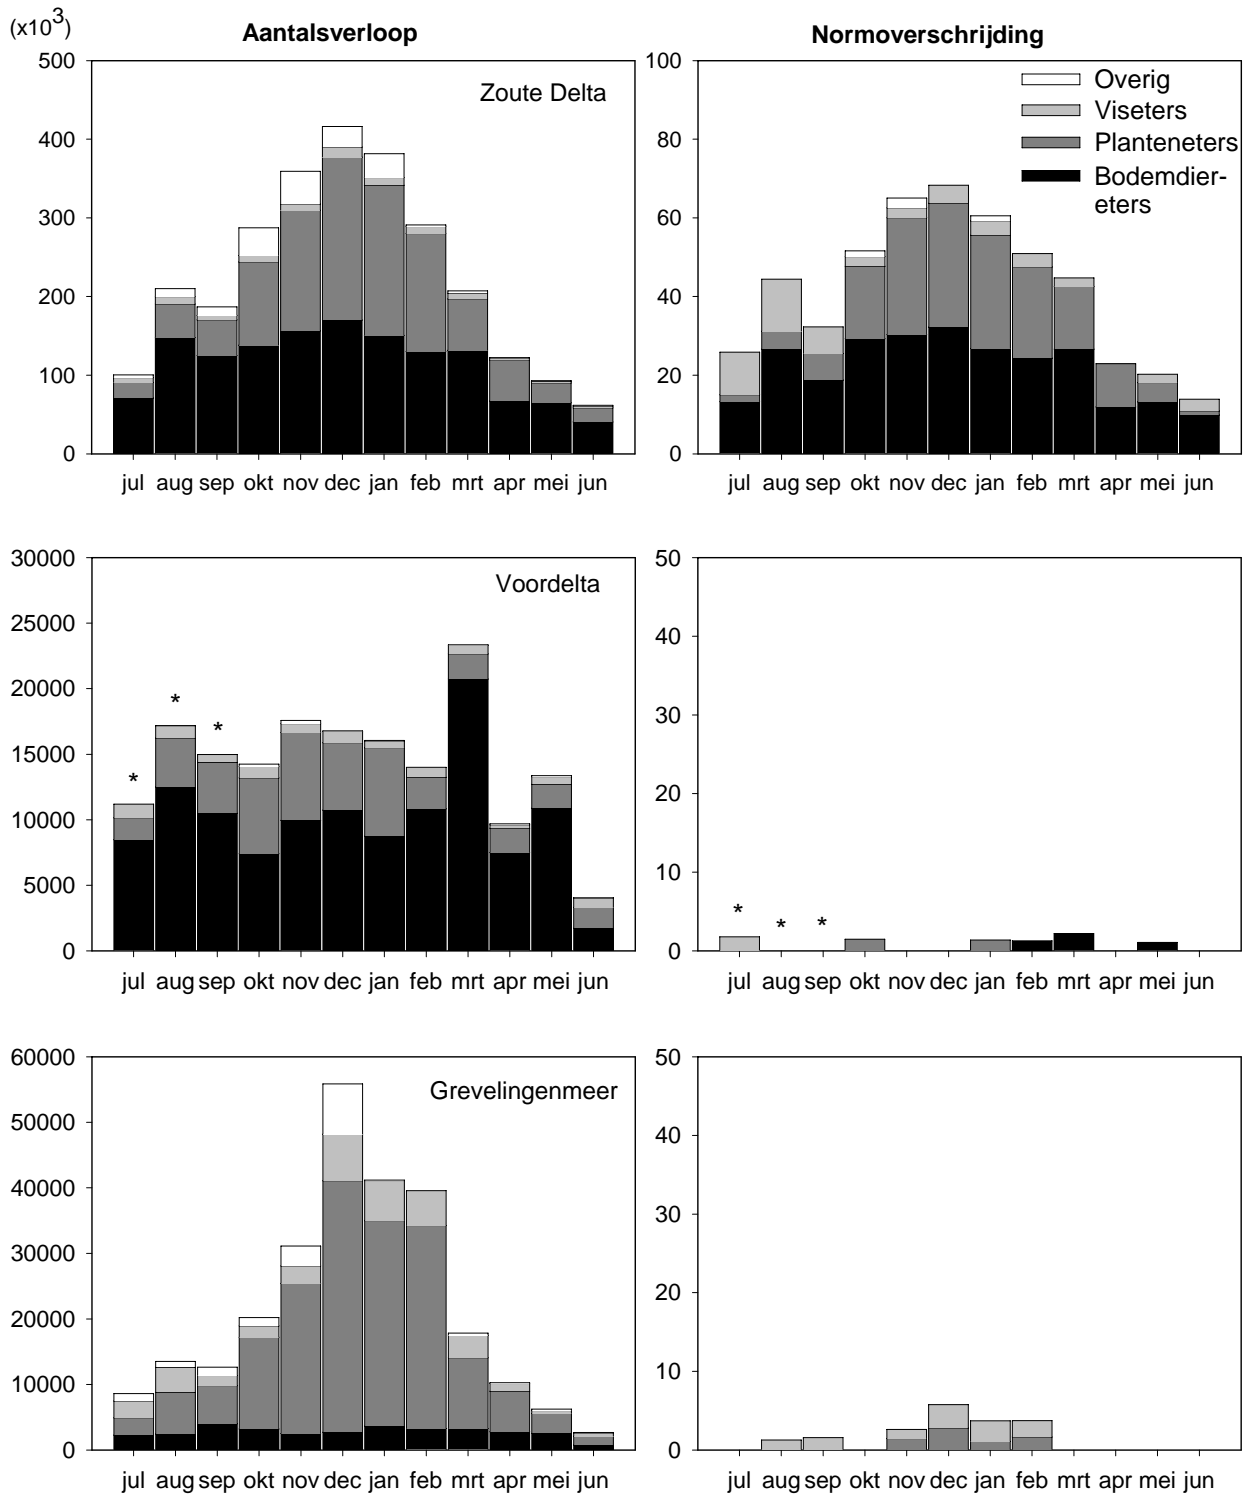 (x10³)
Aantalsverloop
Normoverschrijding
500
400
300
200
100
0
Zoute Delta
jul aug sep okt nov dec jan feb mrt apr mei jun
100
80
60
40
20
0
Overig
Viseters
Planteneters
Bodemdier-
eters
jul aug sep okt nov dec jan feb mrt apr mei jun
30000
25000
20000
15000
10000
5000
0
Voordelta
*
*
*
jul aug sep okt nov dec jan feb mrt apr mei jun
50
40
30
20
10
0
* * *
jul aug sep okt nov dec jan feb mrt apr mei jun
60000
50000
40000
30000
20000
10000
0
Grevelingenmeer
jul aug sep okt nov dec jan feb mrt apr mei jun
50
40
30
20
10
0
jul aug sep okt nov dec jan feb mrt apr mei jun